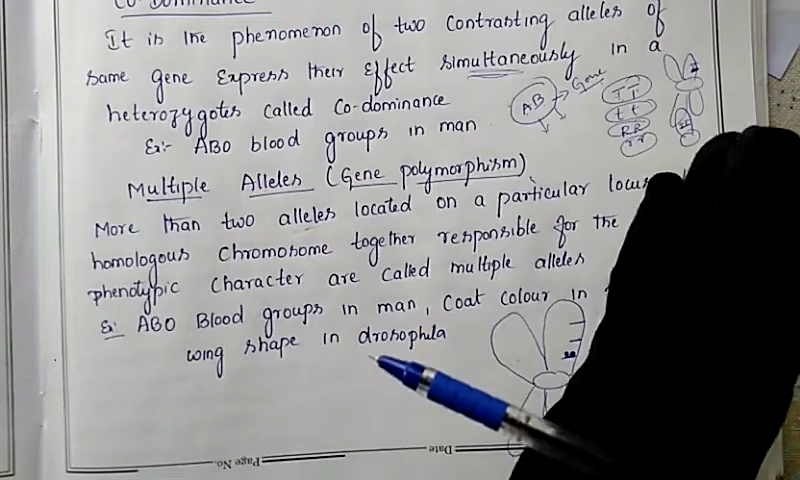 Co-Dominance
It is the phenomenon of two contrasting alleles of
same gene express their effect simultaneously in a
heterozygotes called Co-dominance
Ex:- ABO blood groups in man
AB Gene
TT
tt
RR
rr
Multiple Alleles (Gene polymorphism)
More than two alleles located on a particular locus
homologous chromosome together responsible for the
phenotypic character are called multiple alleles
Ex: ABO Blood groups in man, Coat colour in
wing shape in drosophila
Page No.
Date